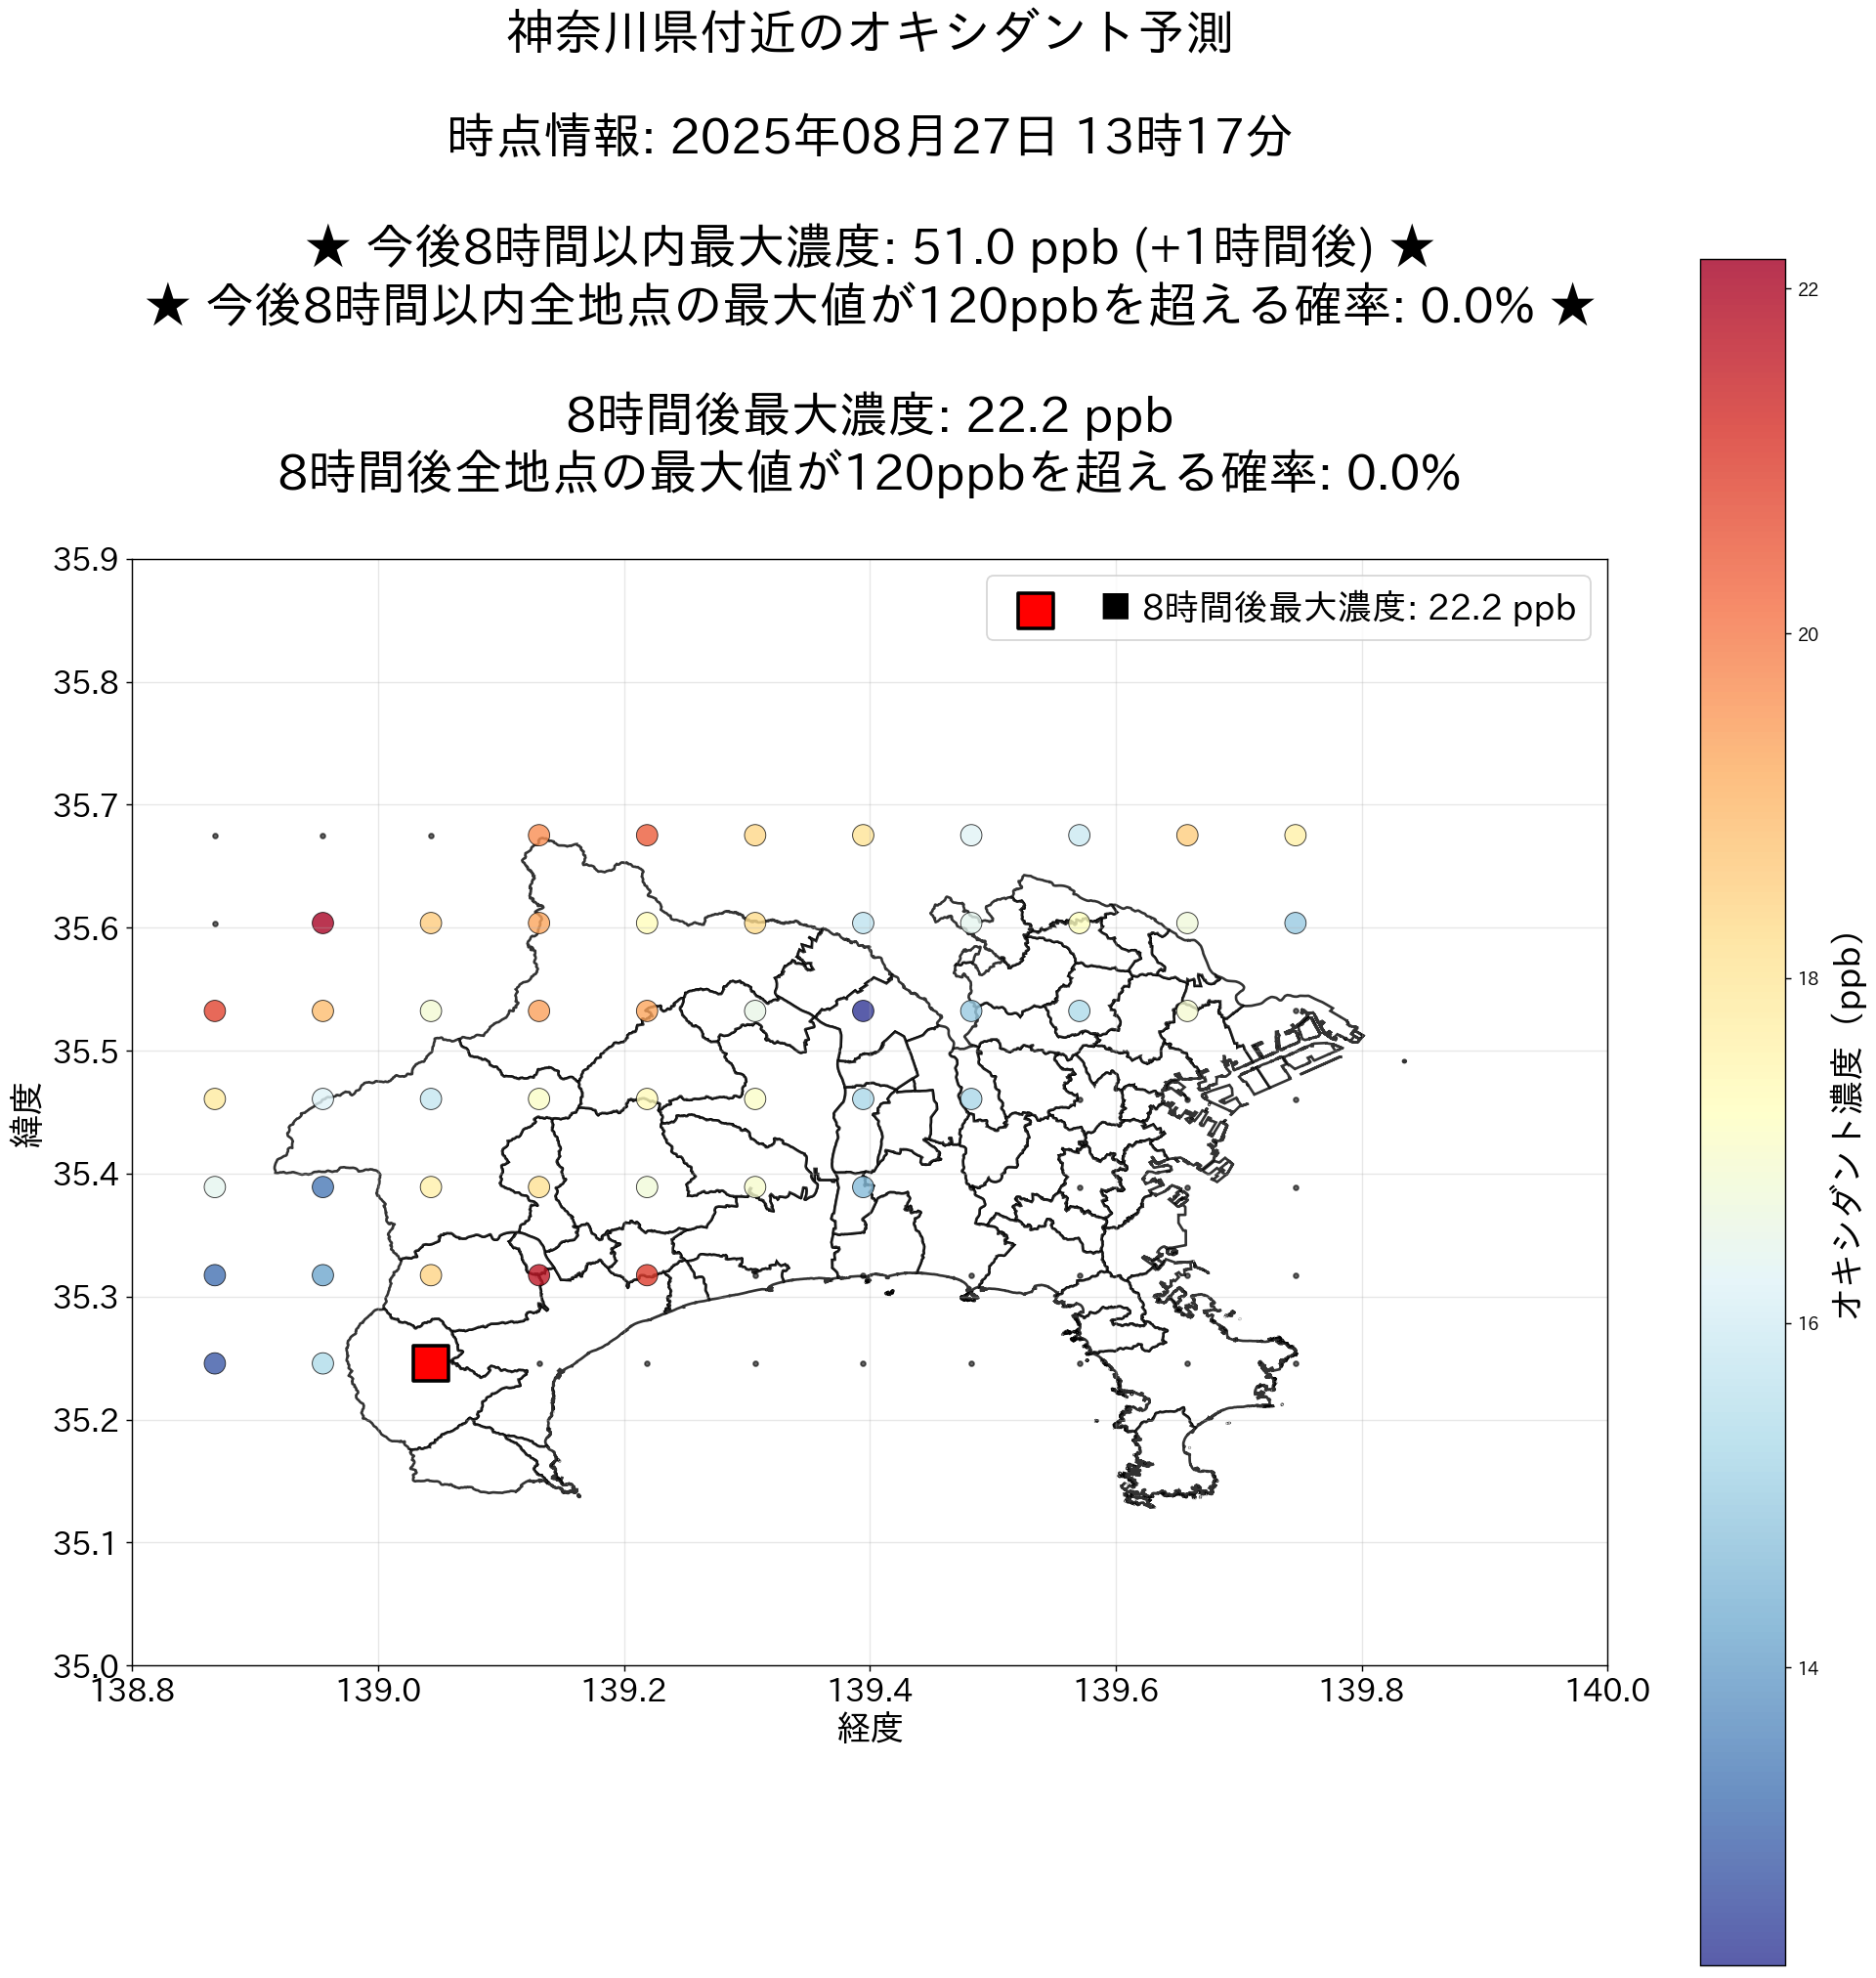 神奈川県付近のオキシダント予測
時点情報: 2025年08月27日 13時17分
★ 今後8時間以内最大濃度: 51.0 ppb (+1時間後) ★
★ 今後8時間以内全地点の最大値が120ppbを超える確率: 0.0% ★
8時間後最大濃度: 22.2 ppb
8時間後全地点の最大値が120ppbを超える確率: 0.0%
■ 8時間後最大濃度: 22.2 ppb
35.9
35.8
35.7
35.6
35.5
35.4
35.3
35.2
35.1
35.0
緯度
138.8 139.0 139.2 139.4 139.6 139.8 140.0
経度
22
20
18
16
14
オキシダント濃度（ppb）